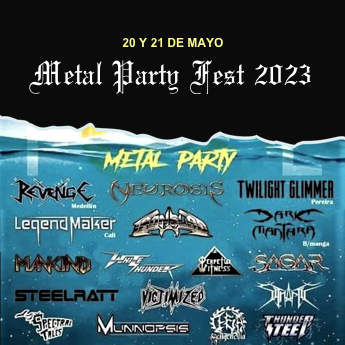 20 Y 21 DE MAYO
Metal Party Fest 2023
METAL PARTY
REVENGE
Medellín
NEUROSIS
TWILIGHT GLIMMER
Pereira
LEGEND MAKER
Cali
DARK MANTARA
B/manga
MANKIND
WHITE THUNDER
PERPETUAL WITNESS
SAGAR
STEELRATT
VICTIMIZED
SPECTRAL TALES
MUNNOPSIS
THUNDER STEEL